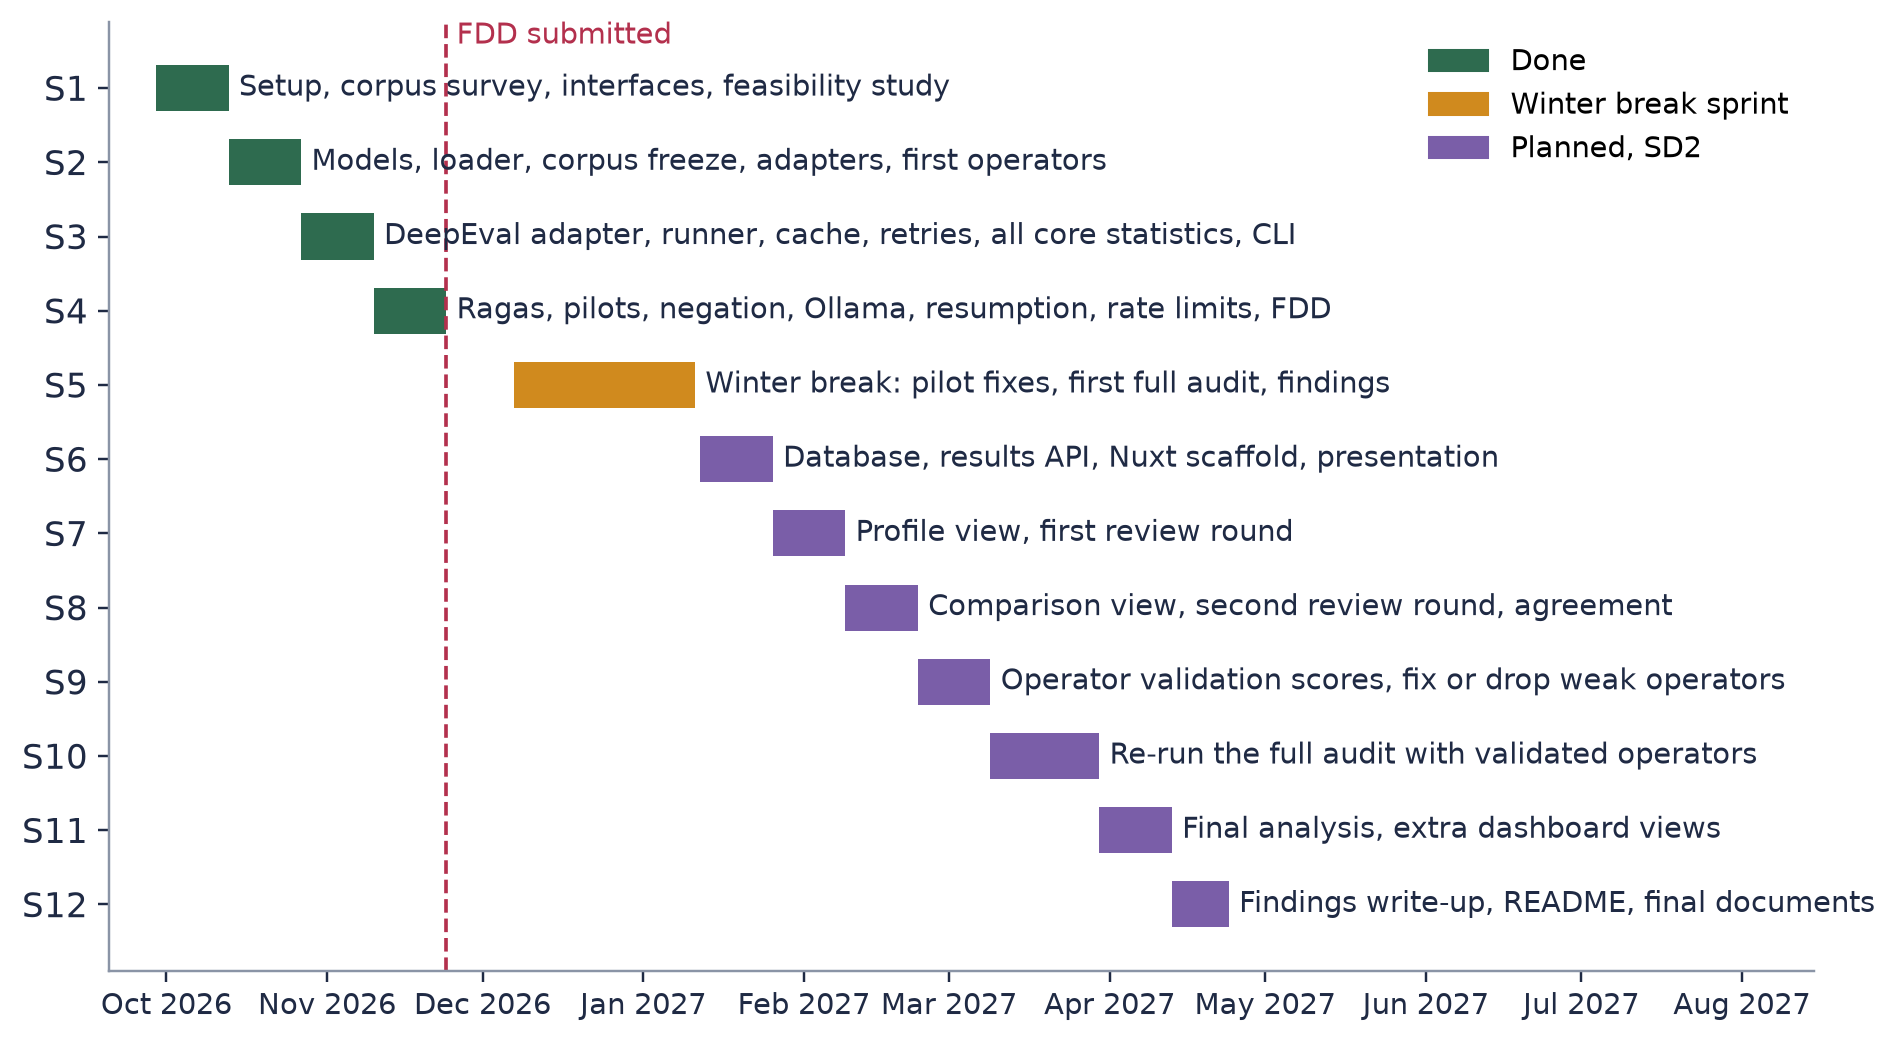 FDD submitted
Done
Winter break sprint
Planned, SD2
S1 Setup, corpus survey, interfaces, feasibility study
S2 Models, loader, corpus freeze, adapters, first operators
S3 DeepEval adapter, runner, cache, retries, all core statistics, CLI
S4 Ragas, pilots, negation, Ollama, resumption, rate limits, FDD
S5 Winter break: pilot fixes, first full audit, findings
S6 Database, results API, Nuxt scaffold, presentation
S7 Profile view, first review round
S8 Comparison view, second review round, agreement
S9 Operator validation scores, fix or drop weak operators
S10 Re-run the full audit with validated operators
S11 Final analysis, extra dashboard views
S12 Findings write-up, README, final documents
Oct 2026 Nov 2026 Dec 2026 Jan 2027 Feb 2027 Mar 2027 Apr 2027 May 2027 Jun 2027 Jul 2027 Aug 2027